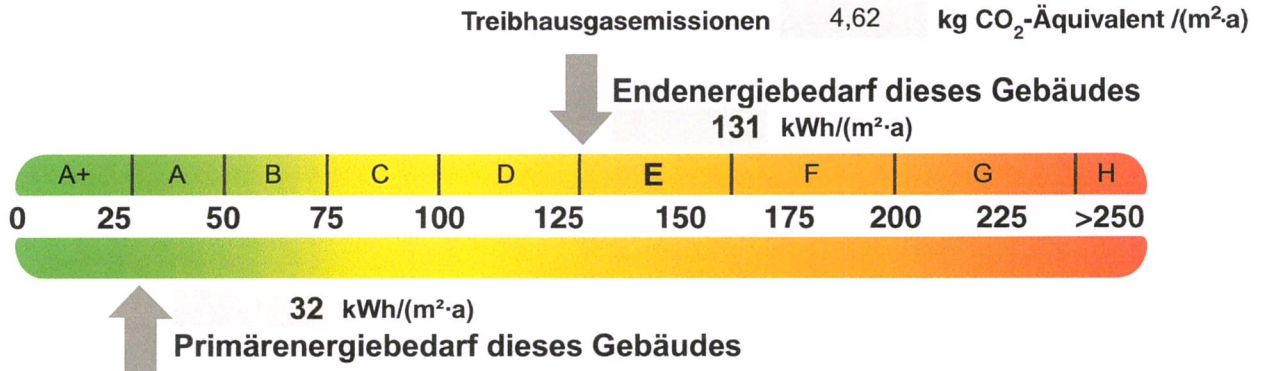 Treibhausgasemissionen 4,62 kg CO₂-Äquivalent /(m²·a)
Endenergiebedarf dieses Gebäudes
131 kWh/(m²·a)
A+ A B C D E F G H
0 25 50 75 100 125 150 175 200 225 >250
32 kWh/(m²·a)
Primärenergiebedarf dieses Gebäudes